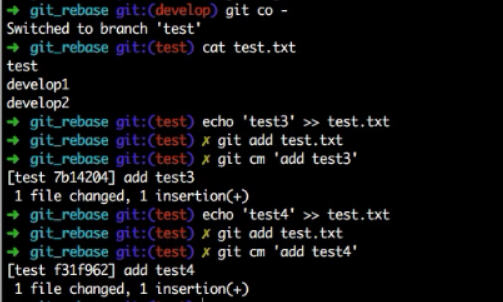 ➜ git_rebase git:(develop) git co -
Switched to branch 'test'
➜ git_rebase git:(test) cat test.txt
test
develop1
develop2
➜ git_rebase git:(test) echo 'test3' >> test.txt
➜ git_rebase git:(test) ✗ git add test.txt
➜ git_rebase git:(test) ✗ git cm 'add test3'
[test 7b14204] add test3
 1 file changed, 1 insertion(+)
➜ git_rebase git:(test) echo 'test4' >> test.txt
➜ git_rebase git:(test) ✗ git add test.txt
➜ git_rebase git:(test) ✗ git cm 'add test4'
[test f31f962] add test4
 1 file changed, 1 insertion(+)